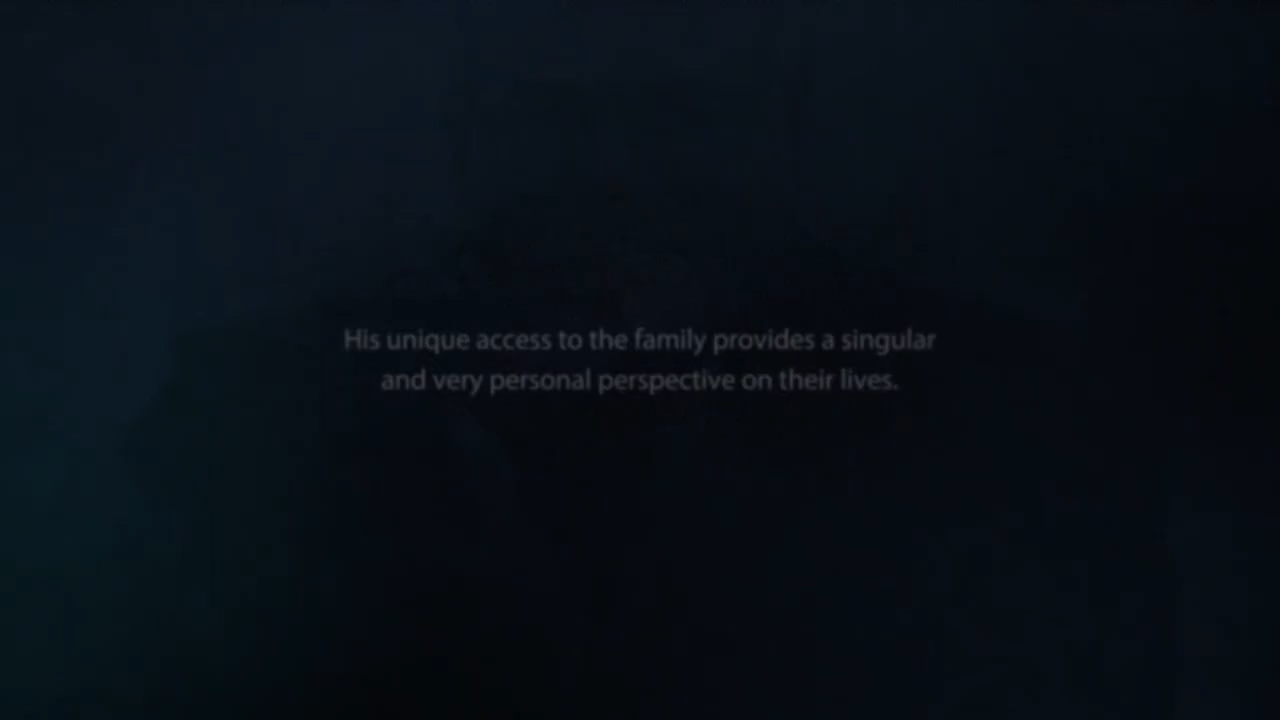 His unique access to the family provides a singular
and very personal perspective on their lives.